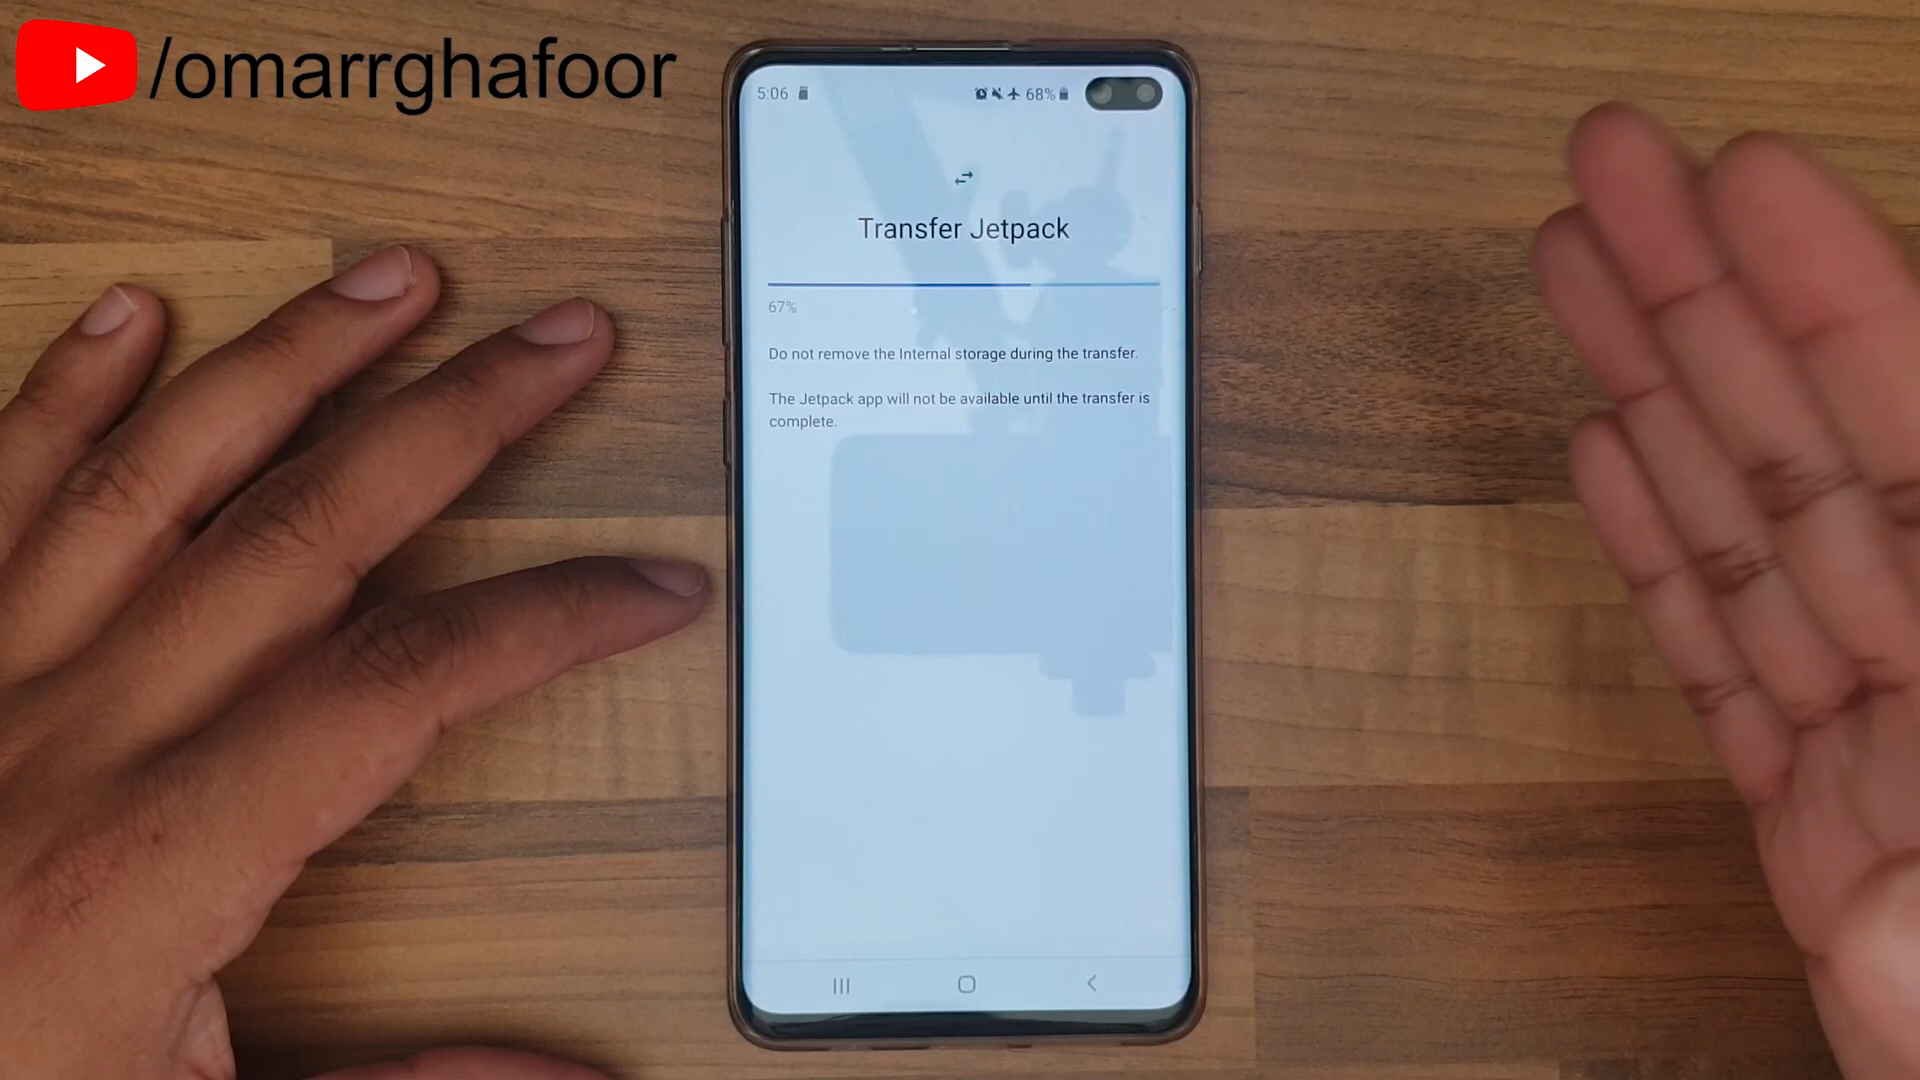 /omarrghafoor
5:06 68%
Transfer Jetpack
67%
Do not remove the Internal storage during the transfer.
The Jetpack app will not be available until the transfer is
complete.